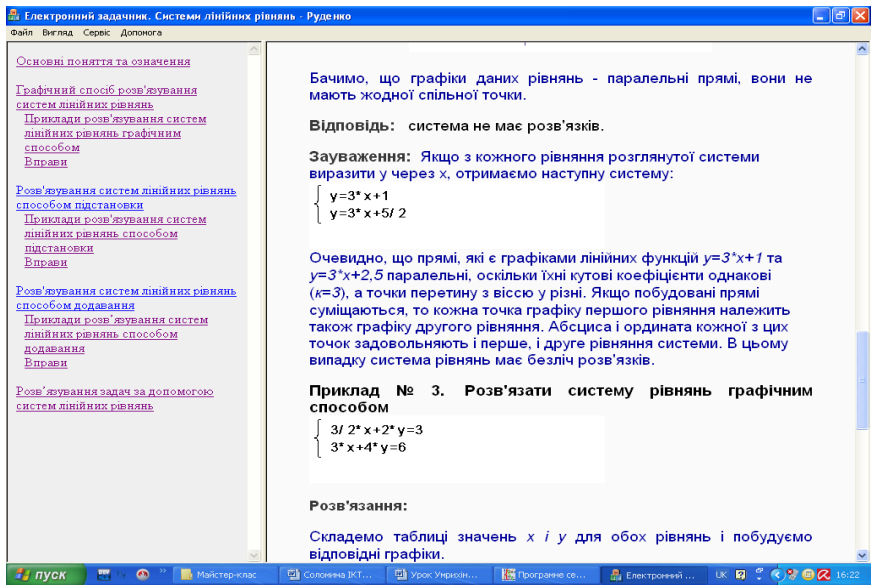 Електронний задачник. Системи лінійних рівнянь - Руденко
Файл Вигляд Сервіс Допомога
Основні поняття та означення
Графічний спосіб розв'язування
систем лінійних рівнянь
Приклади розв'язування систем
лінійних рівнянь графічним
способом
Вправи
Розв'язування систем лінійних рівнянь
способом підстановки
Приклади розв'язування систем
лінійних рівнянь способом
підстановки
Вправи
Розв'язування систем лінійних рівнянь
способом додавання
Приклади розв'язування систем
лінійних рівнянь способом
додавання
Вправи
Розв'язування задач за допомогою
систем лінійних рівнянь
Бачимо, що графіки даних рівнянь - паралельні прямі, вони не
мають жодної спільної точки.
Відповідь: система не має розв'язків.
Зауваження: Якщо з кожного рівняння розглянутої системи
виразити у через х, отримаємо наступну систему:
y=3*x+1
y=3*x+5/2
Очевидно, що прямі, які є графіками лінійних функцій y=3*x+1 та
y=3*x+2,5 паралельні, оскільки їхні кутові коефіцієнти однакові
(к=3), а точки перетину з віссю у різні. Якщо побудовані прямі
суміщаються, то кожна точка графіку першого рівняння належить
також графіку другого рівняння. Абсциса і ордината кожної з цих
точок задовольняють і перше, і друге рівняння системи. В цьому
випадку система рівнянь має безліч розв'язків.
Приклад № 3. Розв'язати систему рівнянь графічним
способом
3/2*x+2*y=3
3*x+4*y=6
Розв'язання:
Складемо таблиці значень х і у для обох рівнянь і побудуємо
відповідні графіки.
пуск
Майстер-клас
Солонина ІКТ...
Урок Унрихін...
Програмне се...
Електронний ...
UK
16:22